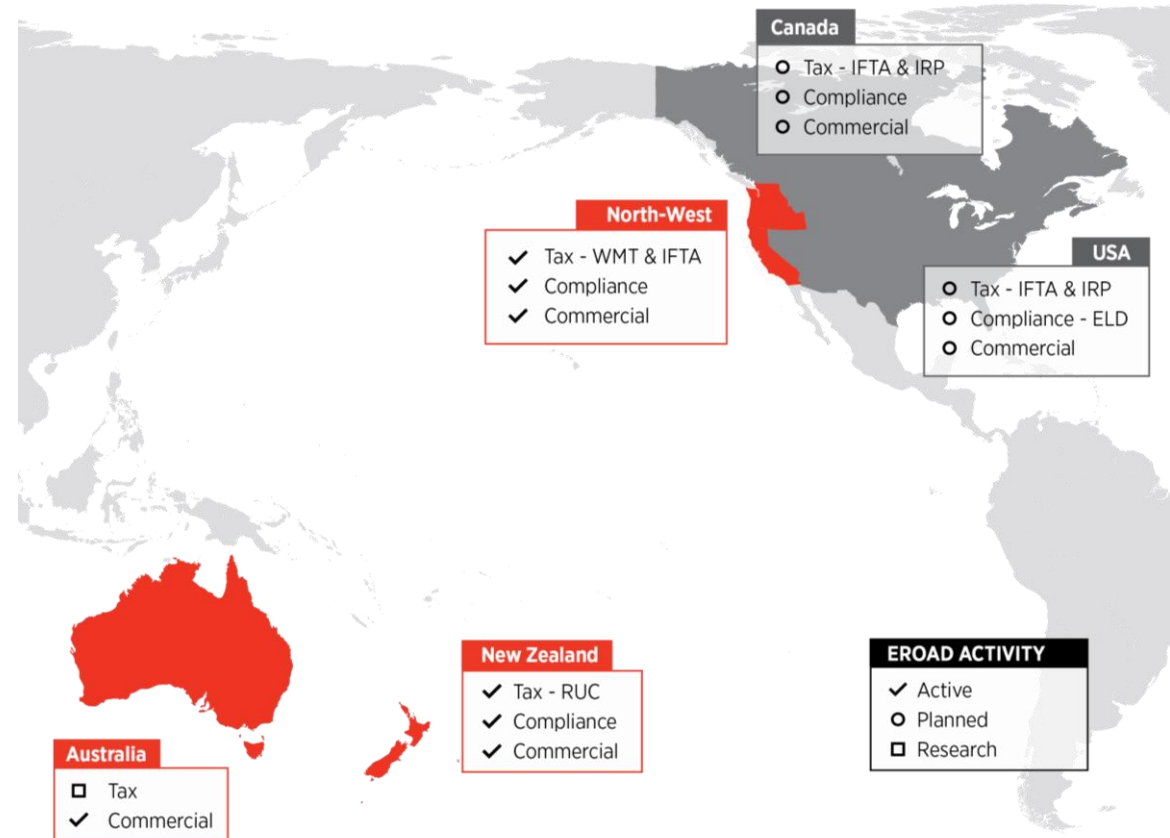 Canada
Tax - IFTA & IRP
Compliance
Commercial
North-West
Tax - WMT & IFTA
Compliance
Commercial
USA
Tax - IFTA & IRP
Compliance - ELD
Commercial
New Zealand
Tax - RUC
Compliance
Commercial
EROAD ACTIVITY
Active
Planned
Research
Australia
Tax
Commercial